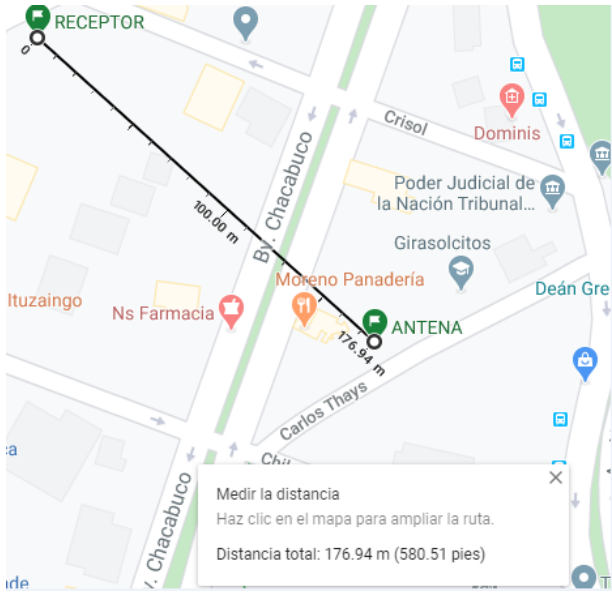 RECEPTOR
0
Crisol
Dominis
Bv. Chacabuco
100.00 m
Poder Judicial de
la Nación Tribunal...
Girasolcitos
Moreno Panadería
Deán Gre
Ituzaingo
Ns Farmacia
ANTENA
176.94 m
Carlos Thays
a
Chil
. Chacabuco
Medir la distancia
Haz clic en el mapa para ampliar la ruta.
Distancia total: 176.94 m (580.51 pies)
de
T